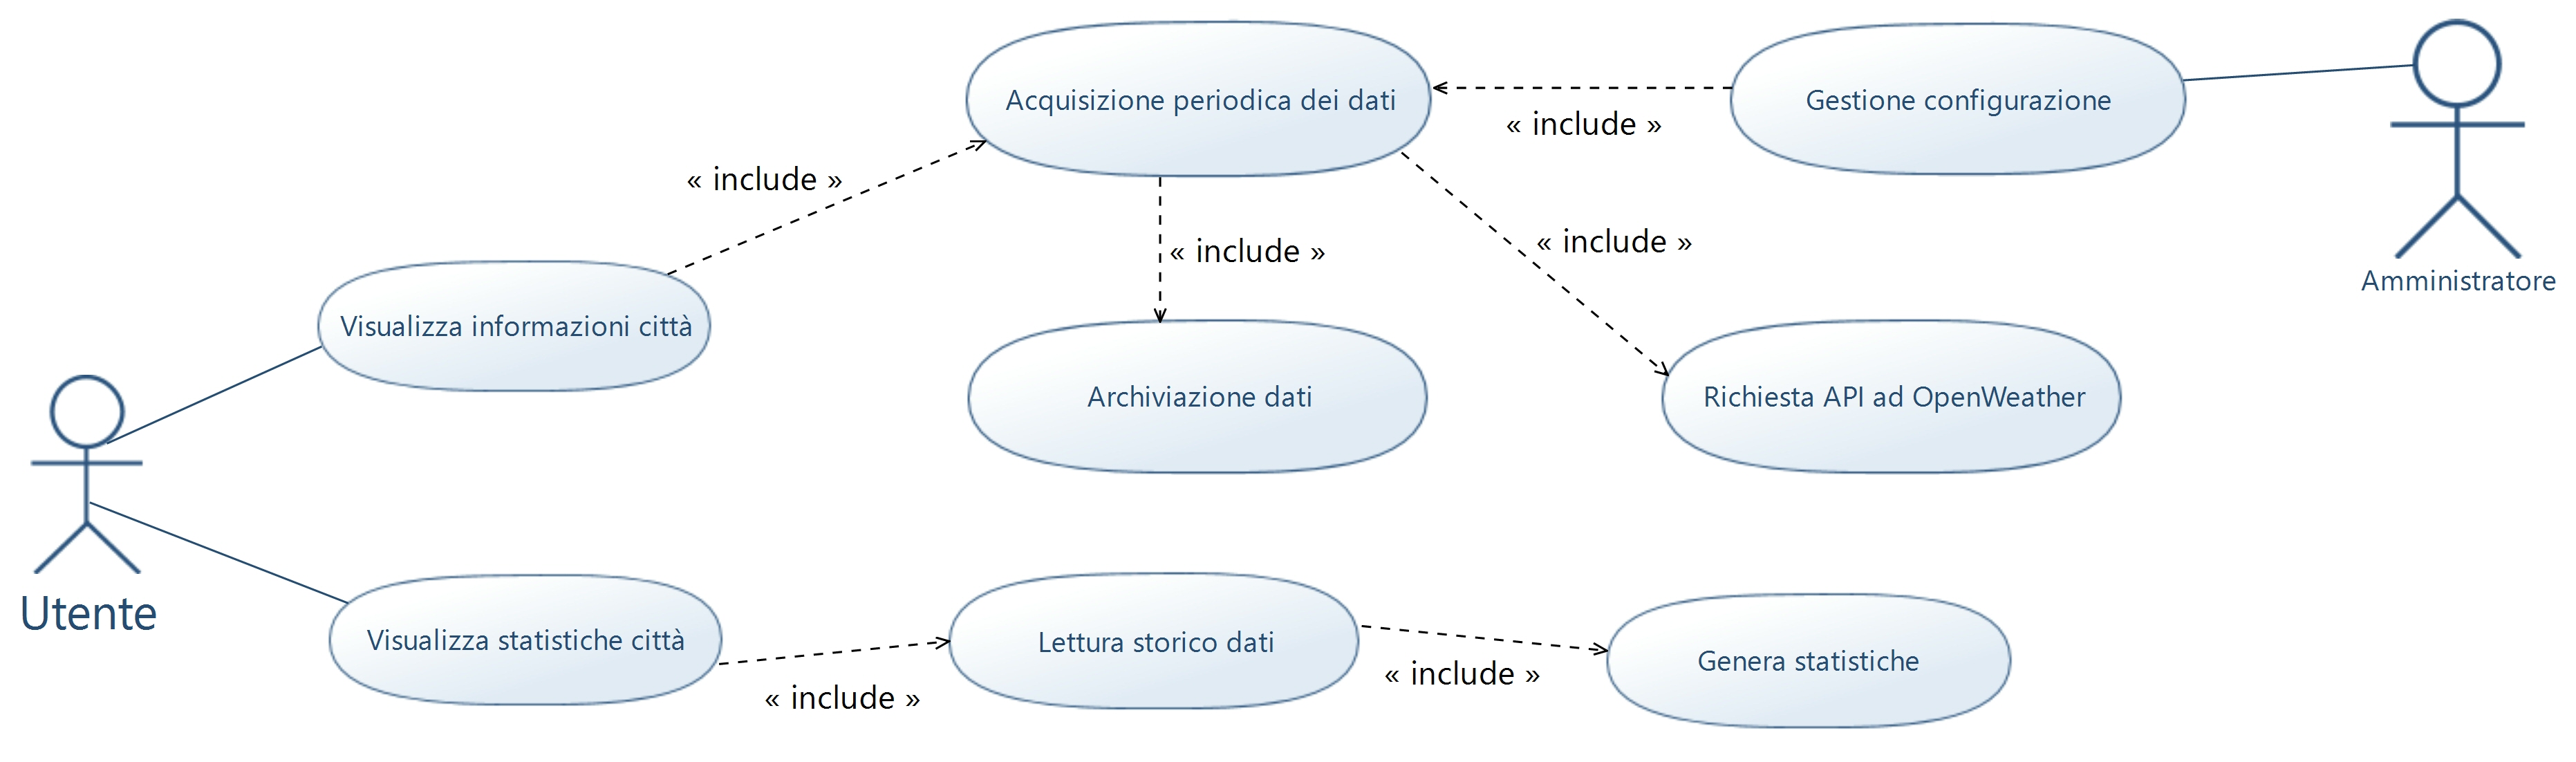 Acquisizione periodica dei dati
Gestione configurazione
« include »
« include »
« include »
« include »
Amministratore
Visualizza informazioni città
Archiviazione dati
Richiesta API ad OpenWeather
Utente
Visualizza statistiche città
Lettura storico dati
Genera statistiche
« include »
« include »